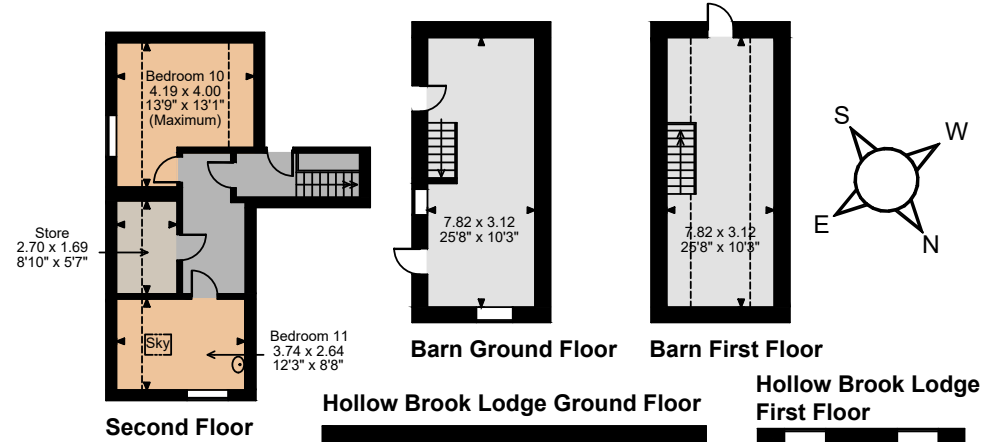 Bedroom 10
4.19 x 4.00
13'9" x 13'1"
(Maximum)
Store
2.70 x 1.69
8'10" x 5'7"
Sky
Bedroom 11
3.74 x 2.64
12'3" x 8'8"
Second Floor
7.82 x 3.12
25'8" x 10'3"
Barn Ground Floor
7.82 x 3.12
25'8" x 10'3"
Barn First Floor
S
W
E
N
Hollow Brook Lodge Ground Floor
Hollow Brook Lodge
First Floor